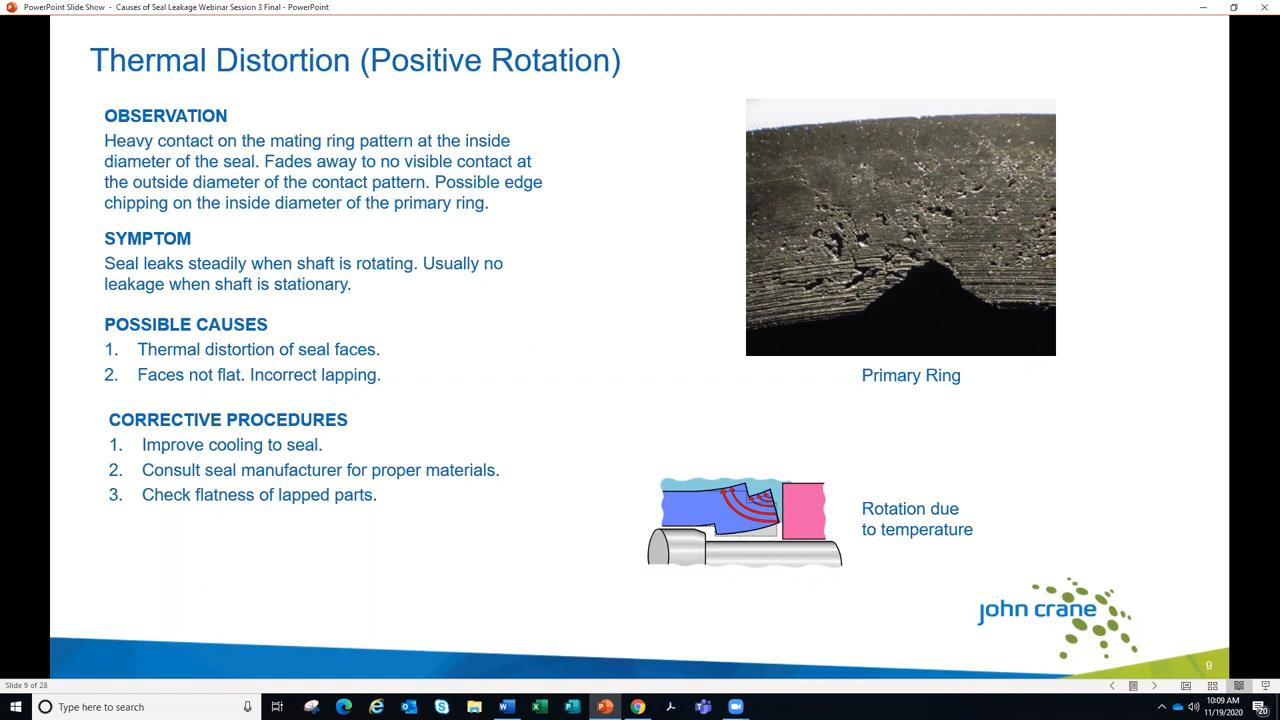 PowerPoint Slide Show - Causes of Seal Leakage Webinar Session 3 Final - PowerPoint
Thermal Distortion (Positive Rotation)
OBSERVATION
Heavy contact on the mating ring pattern at the inside
diameter of the seal. Fades away to no visible contact at
the outside diameter of the contact pattern. Possible edge
chipping on the inside diameter of the primary ring.
SYMPTOM
Seal leaks steadily when shaft is rotating. Usually no
leakage when shaft is stationary.
POSSIBLE CAUSES
1. Thermal distortion of seal faces.
2. Faces not flat. Incorrect lapping.
CORRECTIVE PROCEDURES
1. Improve cooling to seal.
2. Consult seal manufacturer for proper materials.
3. Check flatness of lapped parts.
Primary Ring
Rotation due
to temperature
john crane
9
Slide 9 of 28
Type here to search
10:09 AM
11/19/2020
20